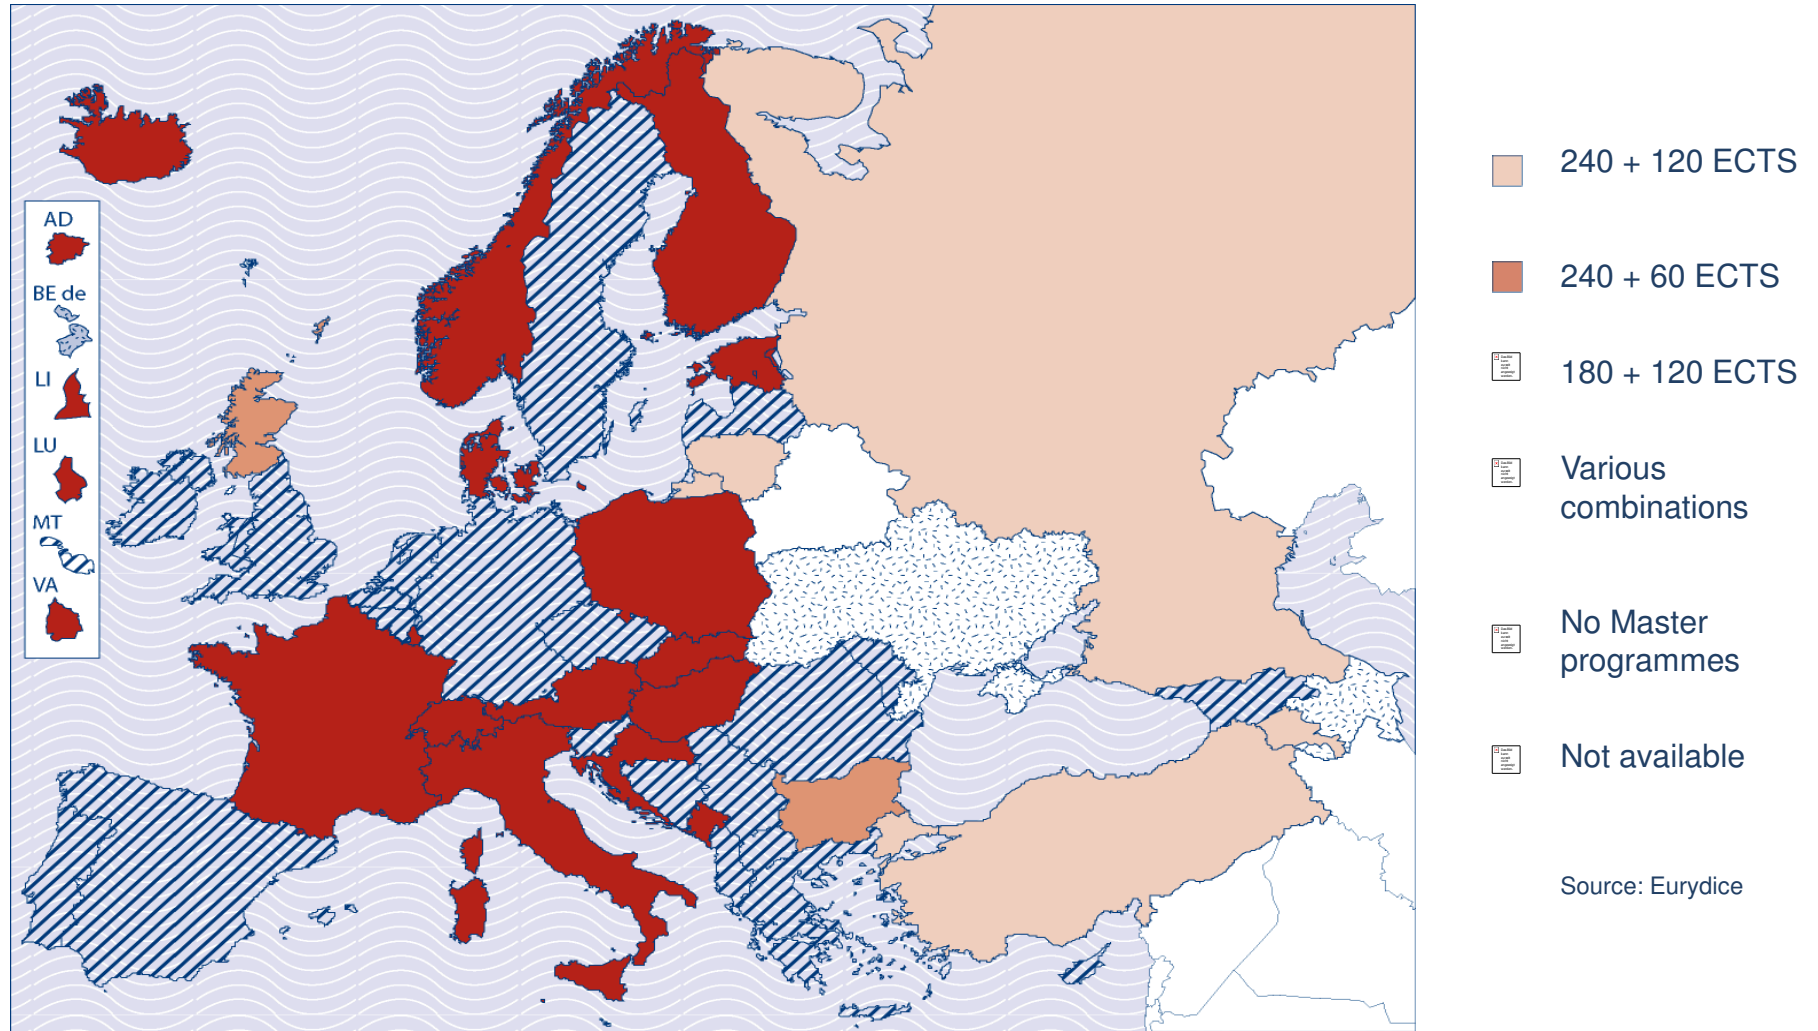 AD
BE de
LI
LU
MT
VA
240 + 120 ECTS
240 + 60 ECTS
180 + 120 ECTS
Various
combinations
No Master
programmes
Not available
Source: Eurydice